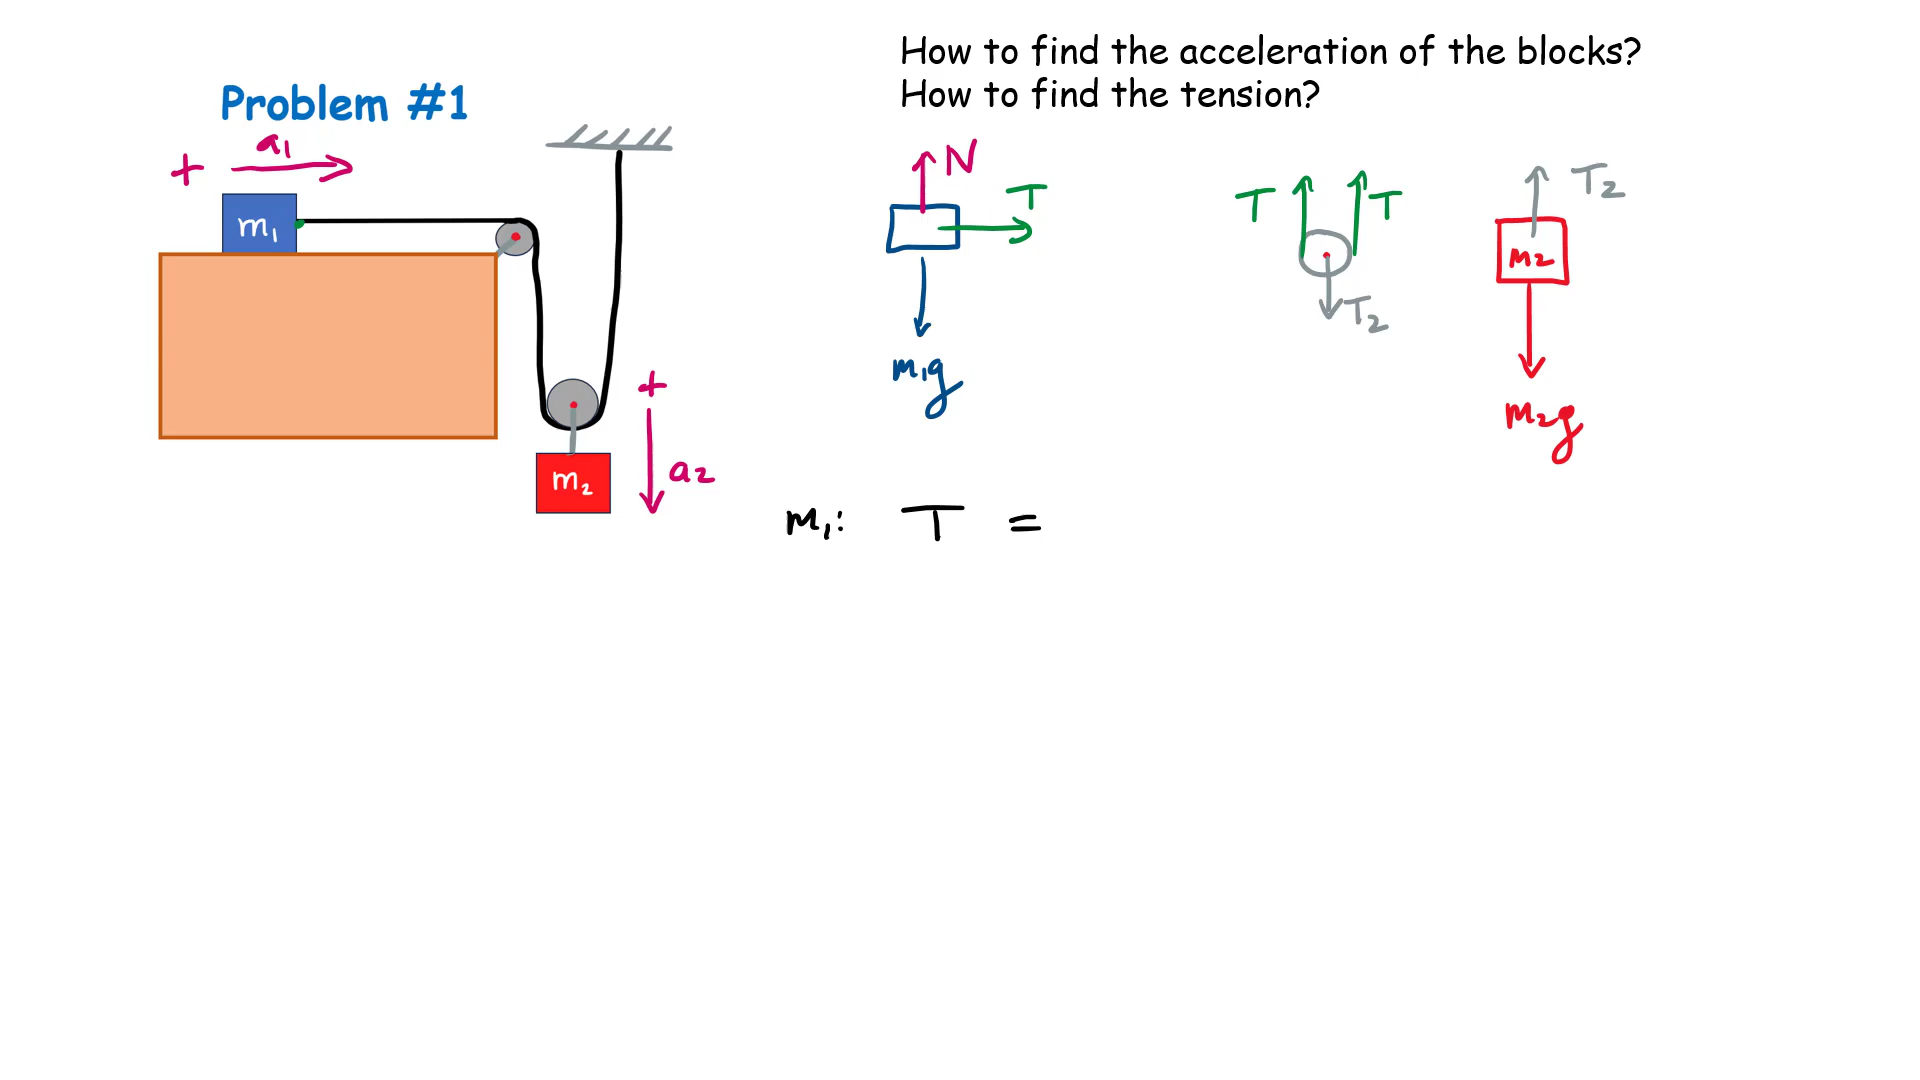 How to find the acceleration of the blocks?
How to find the tension?
Problem #1
+ a₁
m₁
N
T
m₁g
T T
T₂
T₂
m₂
m₂g
+
a₂
m₂
m₁: T =